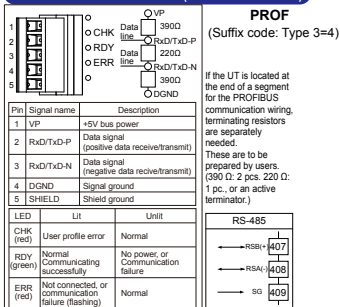 PROF
(Suffix code: Type 3=4)
VP
390Ω
Data line
RxD/TxD-P
220Ω
Data line
RxD/TxD-N
390Ω
DGND
1
2
3
4
5
CHK
RDY
ERR
If the UT is located at
the end of a segment
for the PROFIBUS
communication wiring,
terminating resistors
are separately
needed.
These are to be
prepared by users.
(390 Ω: 2 pcs. 220 Ω:
1 pc., or an active
terminator.)
Pin Signal name Description
1 VP +5V bus power
2 RxD/TxD-P Data signal
(positive data receive/transmit)
3 RxD/TxD-N Data signal
(negative data recive/transmit)
4 DGND Signal ground
5 SHIELD Shield ground
LED Lit Unlit
CHK (red) User profile error Normal
RDY (green) Normal Communicating successfully No power, or Communication failure
ERR (red) Not connected, or communication failure (flashing) Normal
RS-485
RSB(+) 407
RSA(-) 408
SG 409